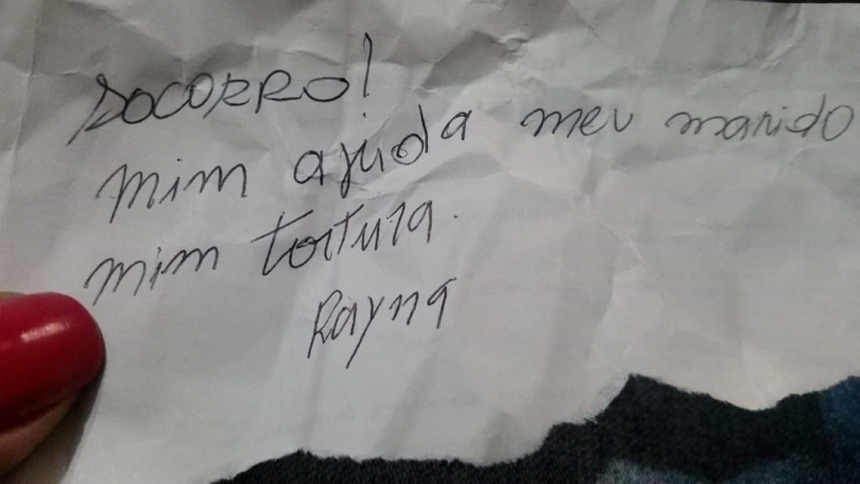 SOCORRO!
mim ajuda meu marido
mim tortura.
Rayna